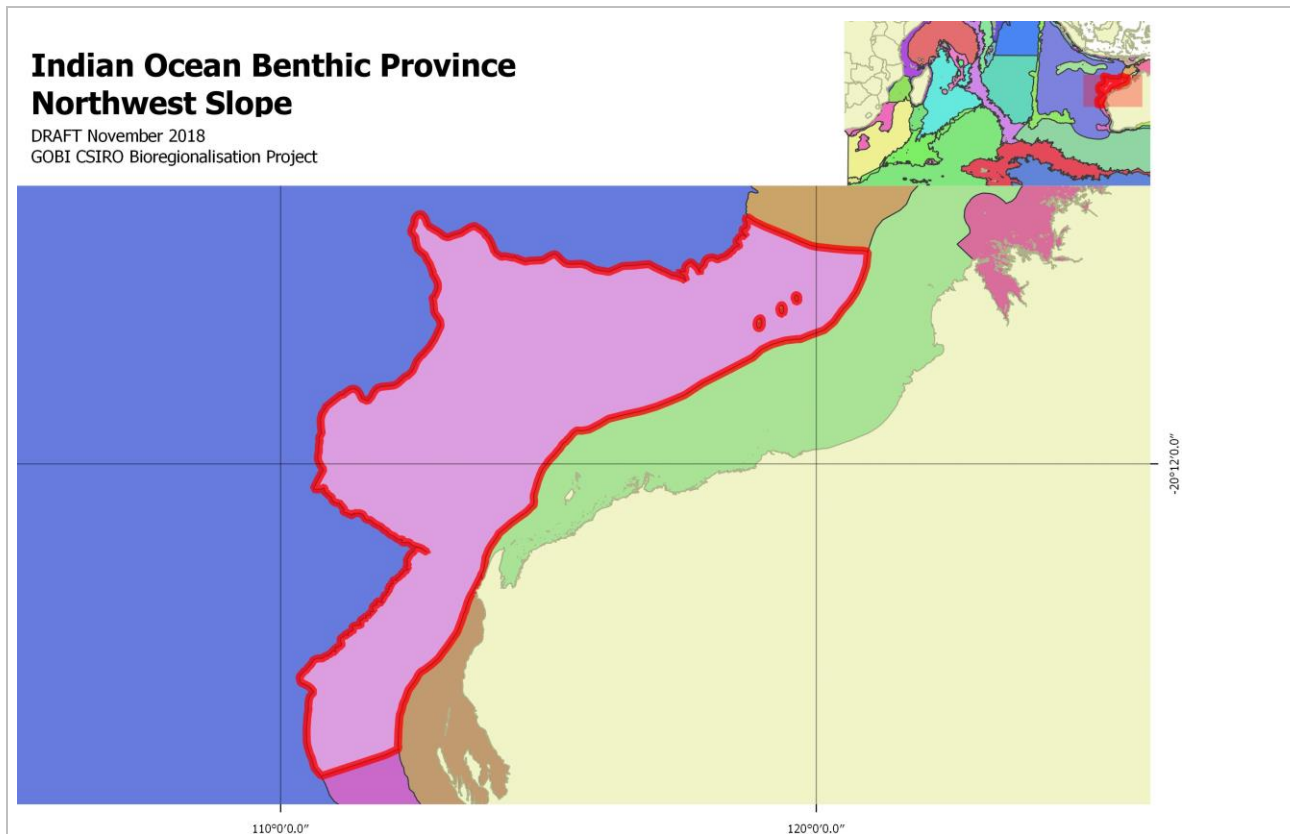 Indian Ocean Benthic Province
Northwest Slope
DRAFT November 2018
GOBI CSIRO Bioregionalisation Project
-20°12'0.0"
110°0'0.0"
120°0'0.0"